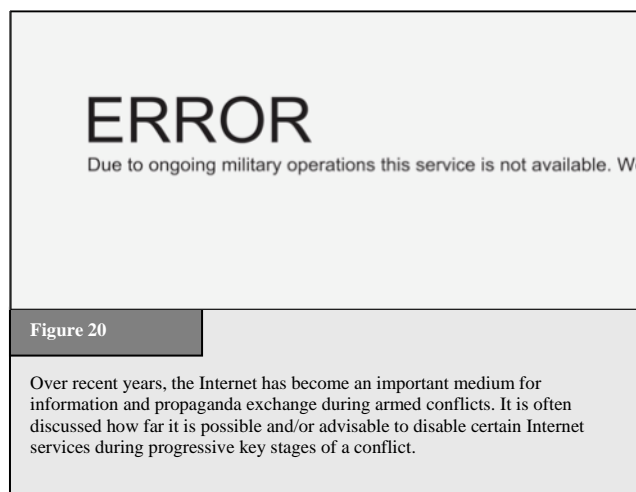 ERROR
Due to ongoing military operations this service is not available.
Figure 20
Over recent years, the Internet has become an important medium for
information and propaganda exchange during armed conflicts. It is often
discussed how far it is possible and/or advisable to disable certain Internet
services during progressive key stages of a conflict.